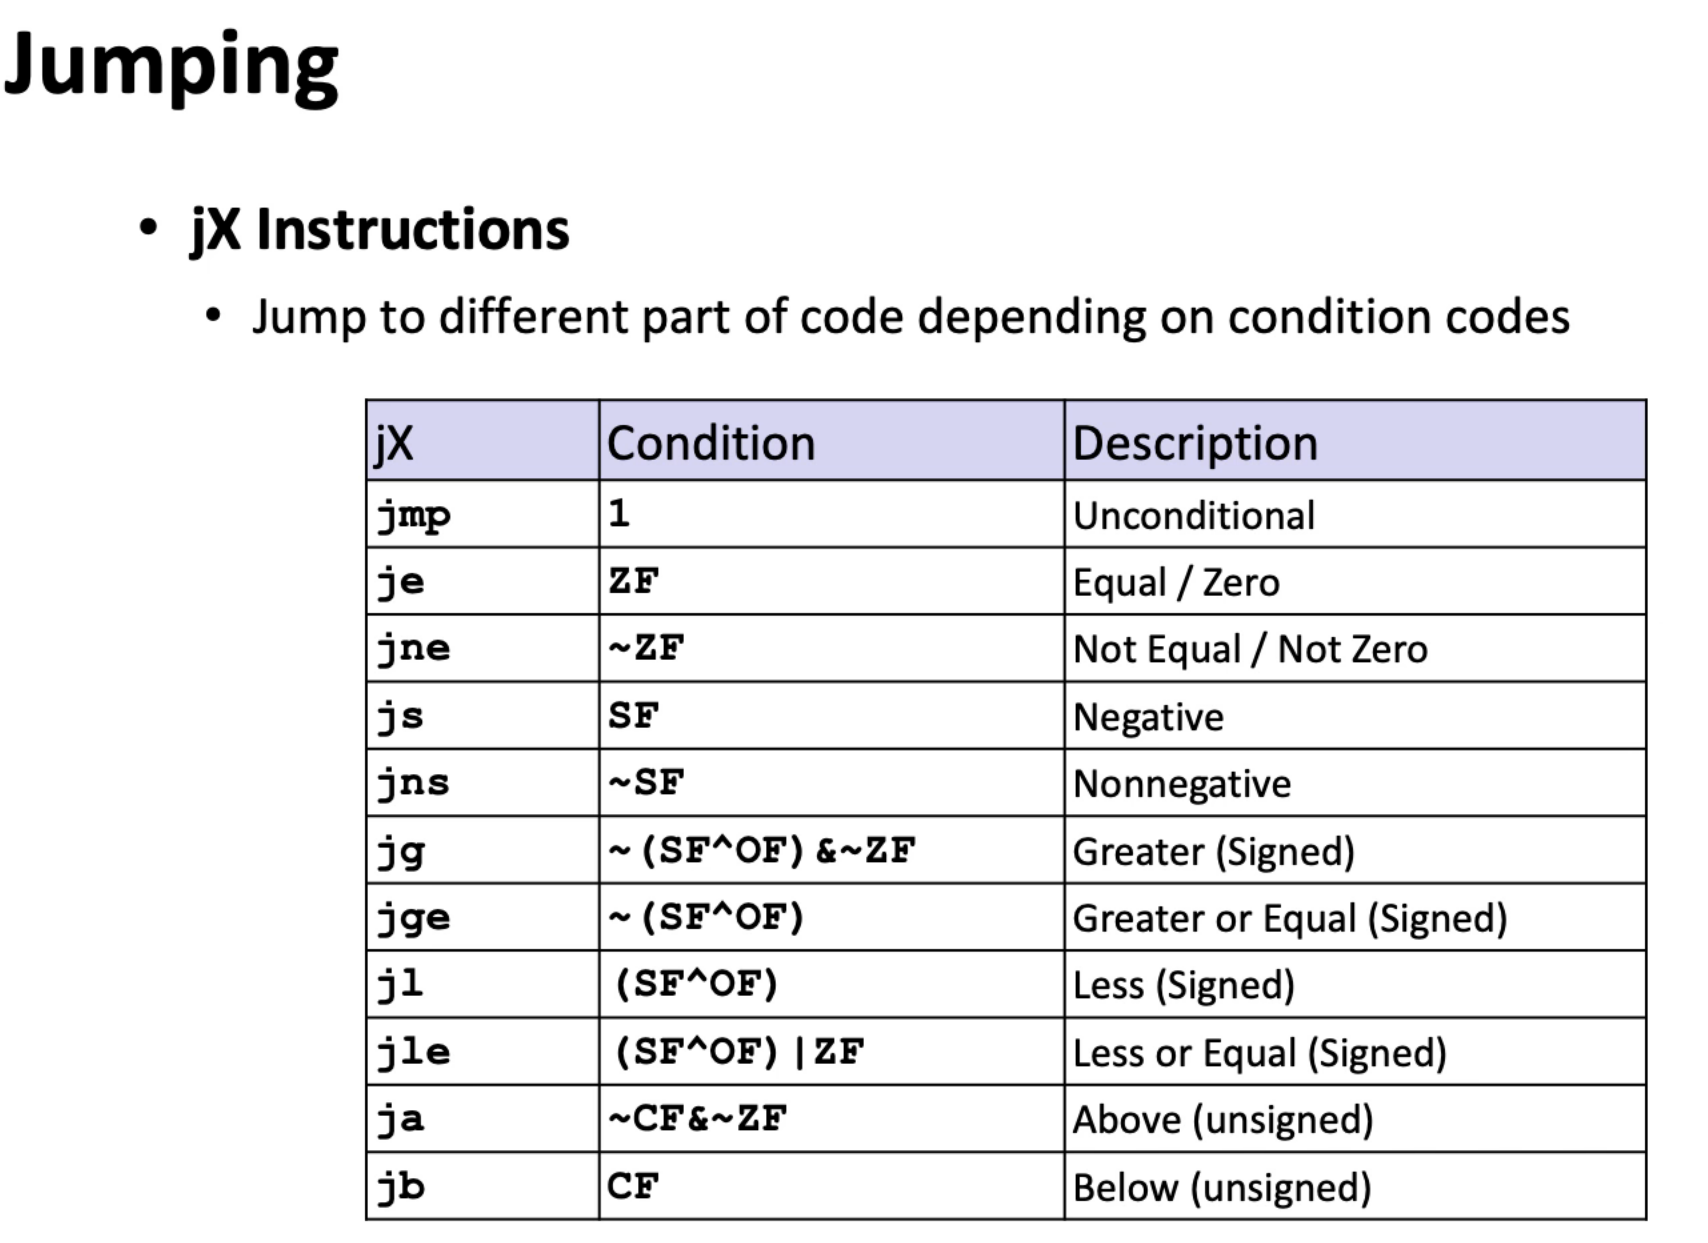 Jumping
• jX Instructions
• Jump to different part of code depending on condition codes
jX Condition Description
jmp 1 Unconditional
je ZF Equal / Zero
jne ~ZF Not Equal / Not Zero
js SF Negative
jns ~SF Nonnegative
jg ~(SF^OF)&~ZF Greater (Signed)
jge ~(SF^OF) Greater or Equal (Signed)
jl (SF^OF) Less (Signed)
jle (SF^OF)|ZF Less or Equal (Signed)
ja ~CF&~ZF Above (unsigned)
jb CF Below (unsigned)